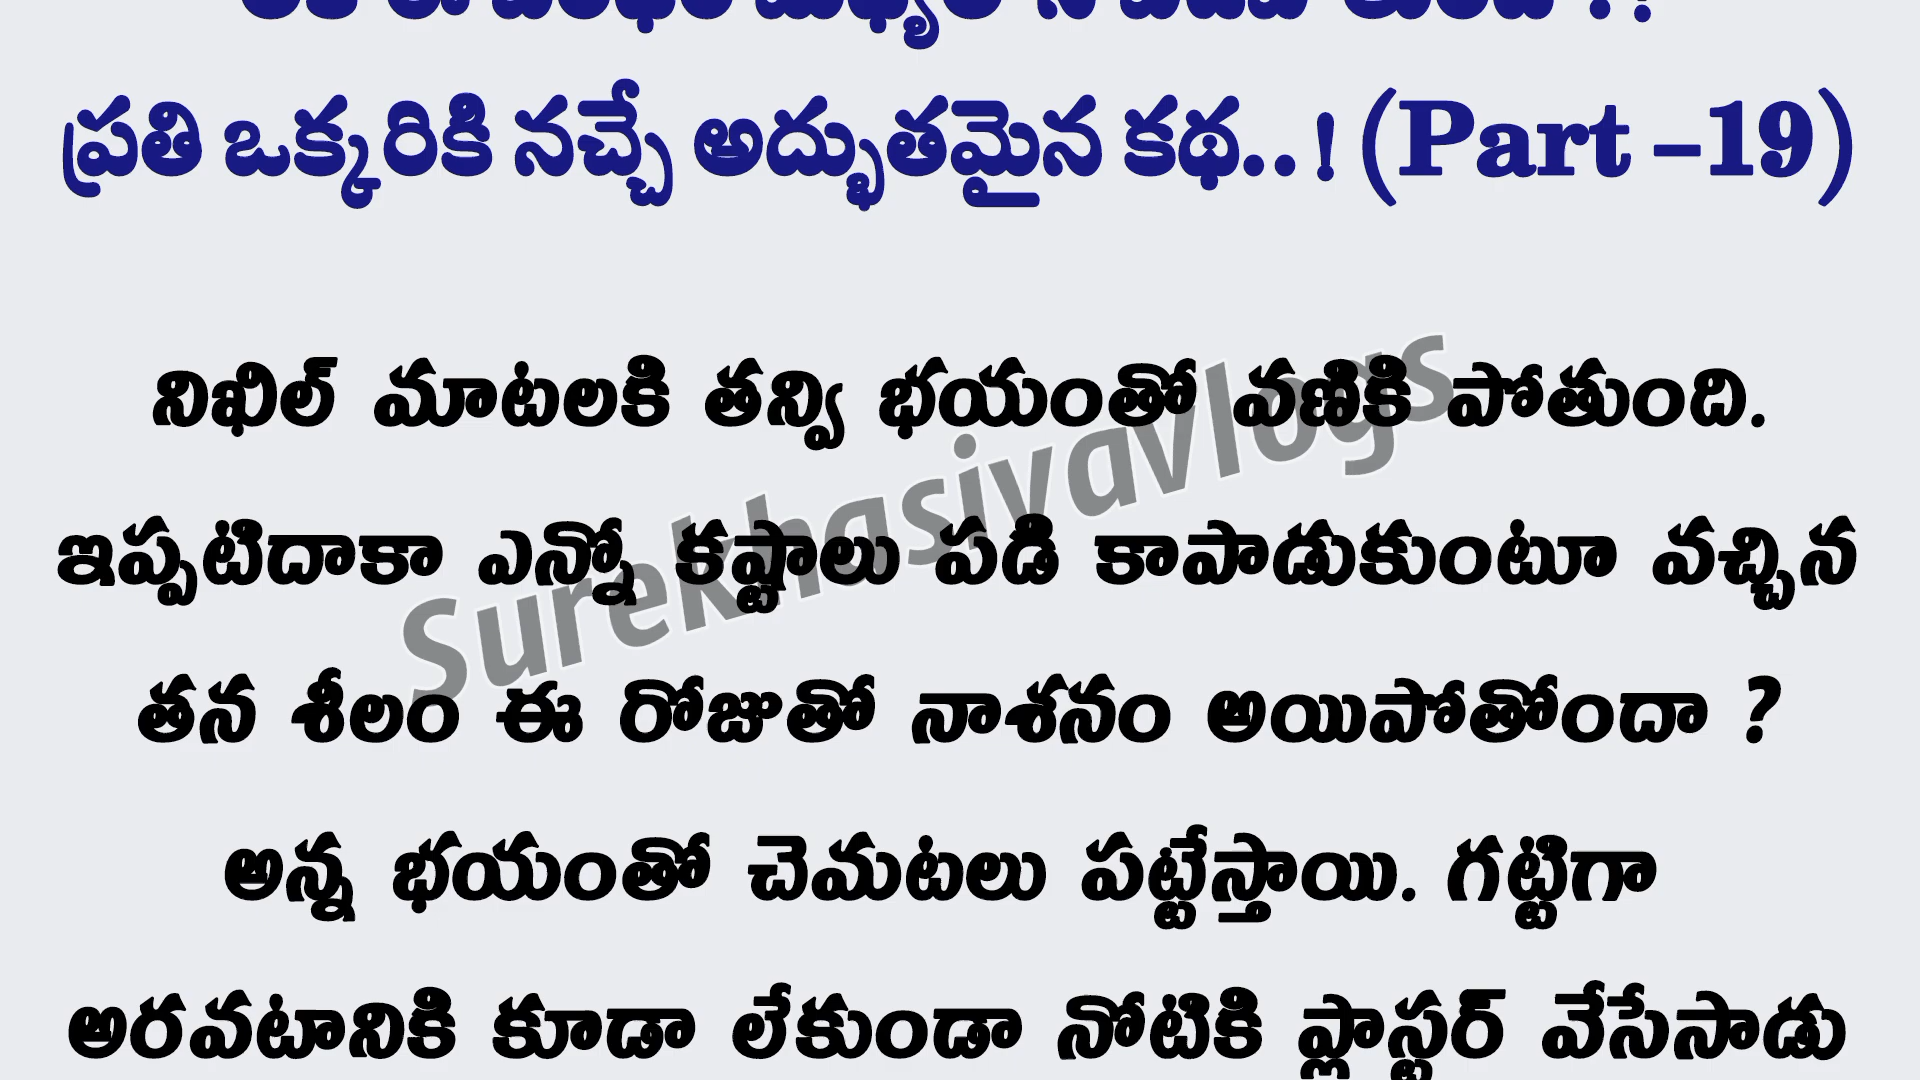 ప్రతి ఒక్కరికి నచ్చే అద్భుతమైన కథ..! (Part –19)
నిఖిల్ మాటలకి తన్వి భయంతో వణికి పోతుంది.
ఇప్పటిదాకా ఎన్నో కష్టాలు పడి కాపాడుకుంటూ వచ్చిన
తన శీలం ఈ రోజుతో నాశనం అయిపోతోందా ?
అన్న భయంతో చెమటలు పట్టేస్తాయి. గట్టిగా
అరవటానికి కూడా లేకుండా నోటికి ప్లాస్టర్ వేసేసాడు
Surekhasivavlogs